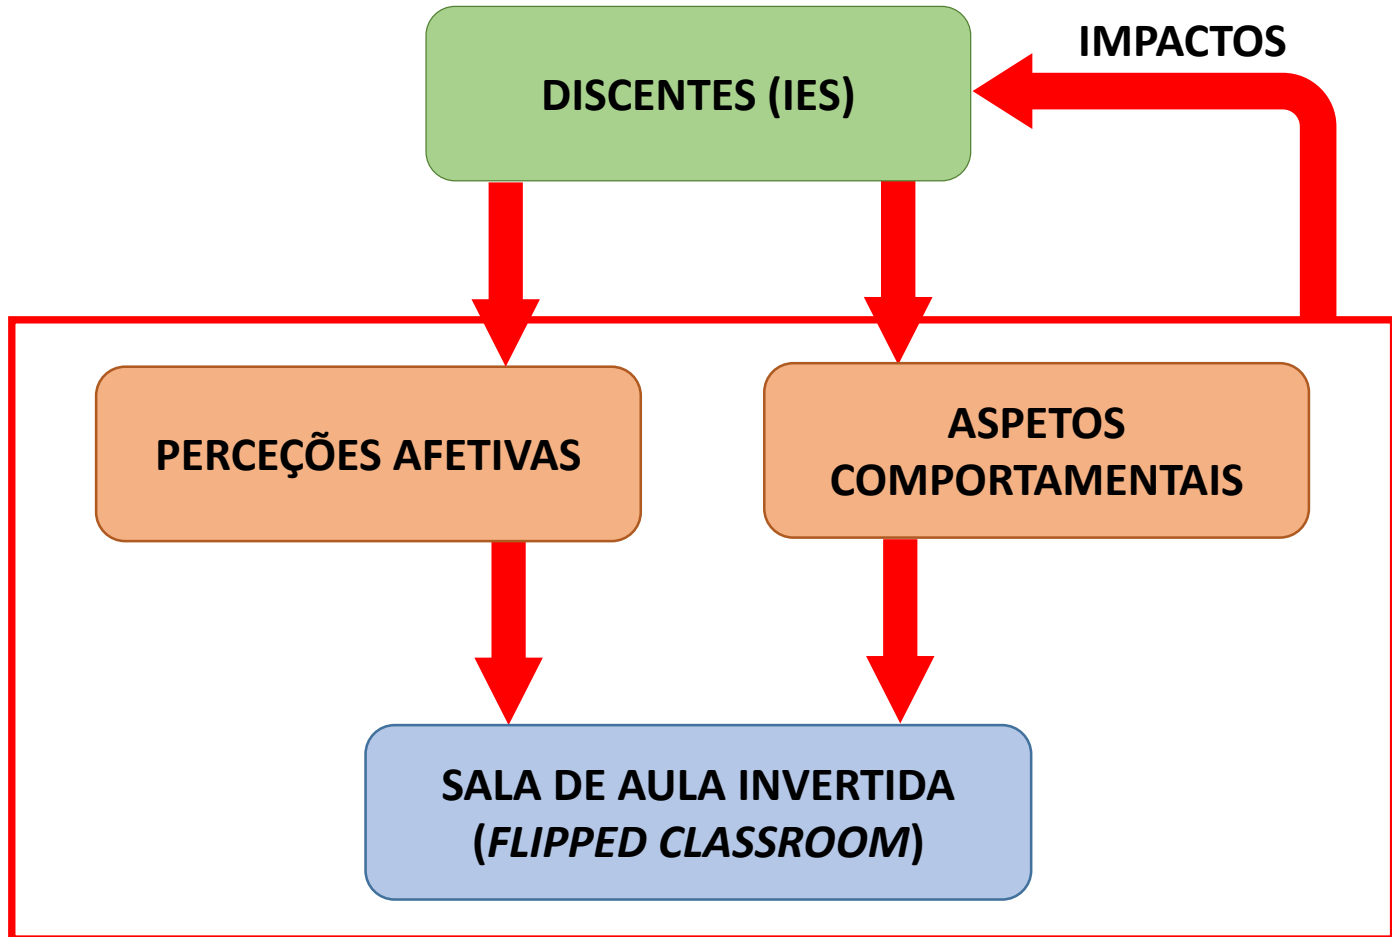 IMPACTOS
DISCENTES (IES)
PERCEÇÕES AFETIVAS
ASPETOS
COMPORTAMENTAIS
SALA DE AULA INVERTIDA
(FLIPPED CLASSROOM)